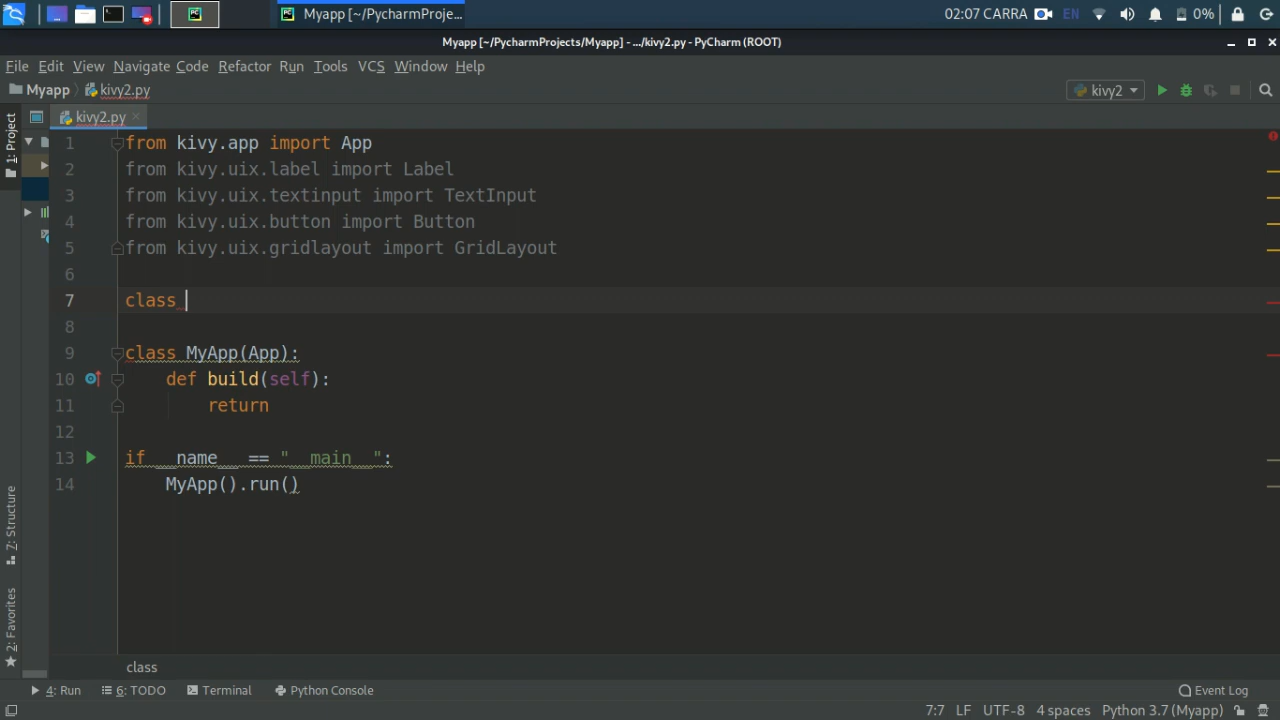 Myapp [~/PycharmProje...
02:07 CARRA EN 0%
Myapp [~/PycharmProjects/Myapp] - .../kivy2.py - PyCharm (ROOT)
File Edit View Navigate Code Refactor Run Tools VCS Window Help
Myapp kivy2.py
kivy2
1: Project
kivy2.py
1 from kivy.app import App
2 from kivy.uix.label import Label
3 from kivy.uix.textinput import TextInput
4 from kivy.uix.button import Button
5 from kivy.uix.gridlayout import GridLayout
6
7 class
8
9 class MyApp(App):
10 def build(self):
11 return
12
13 if __name__ == "__main__":
14 MyApp().run()
7: Structure
2: Favorites
class
4: Run 6: TODO Terminal Python Console Event Log
7:7 LF UTF-8 4 spaces Python 3.7 (Myapp)